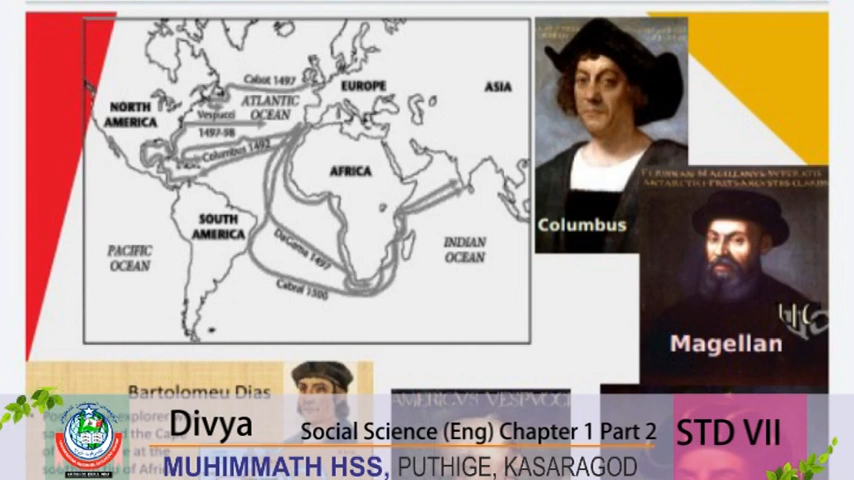 Cabot 1497
EUROPE
ASIA
NORTH
AMERICA
ATLANTIC
OCEAN
Vespucci
1497-98
Columbus 1492
AFRICA
SOUTH
AMERICA
DaGama 1497
Cabral 1500
PACIFIC
OCEAN
INDIAN
OCEAN
Columbus
Magellan
Bartolomeu Dias
AMERICVS VESPVCCI
Divya
Social Science (Eng) Chapter 1 Part 2
STD VII
MUHIMMATH HSS, PUTHIGE, KASARAGOD